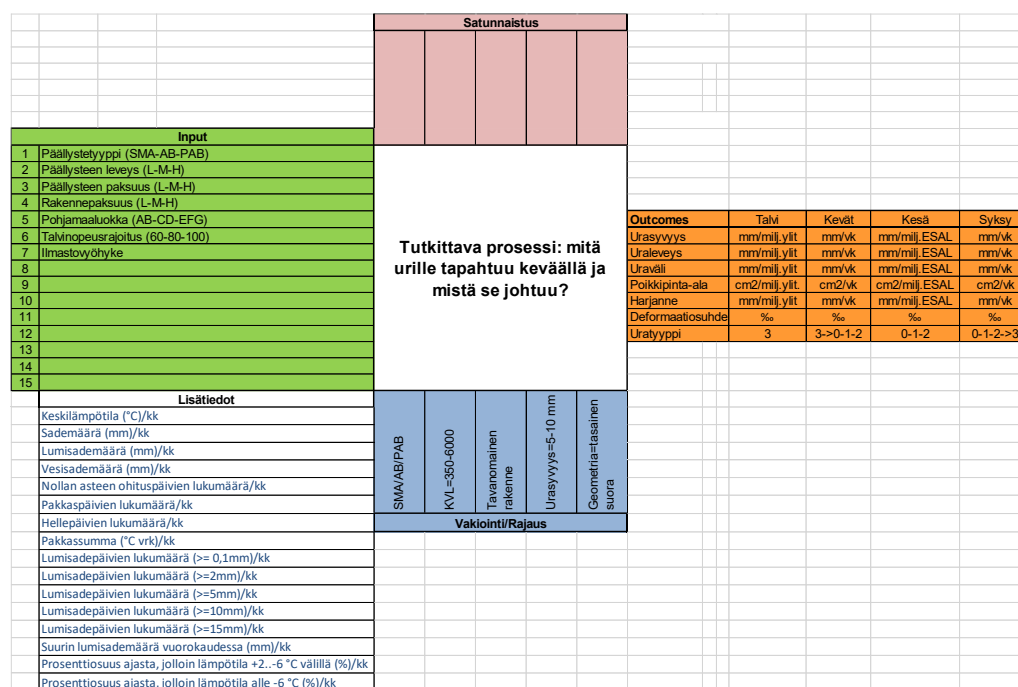 Satunnaistus
Input
1 Päällystetyyppi (SMA-AB-PAB)
2 Päällysteen leveys (L-M-H)
3 Päällysteen paksuus (L-M-H)
4 Rakennepaksuus (L-M-H)
5 Pohjamaaluokka (AB-CD-EFG)
6 Talvinopeusrajoitus (60-80-100)
7 Ilmastovyöhyke
8
9
10
11
12
13
14
15
Tutkittava prosessi: mitä
urille tapahtuu keväällä ja
mistä se johtuu?
Outcomes Talvi Kevät Kesä Syksy
Urasyvyys mm/milj.ylit mm/vk mm/milj.ESAL mm/vk
Uraleveys mm/milj.ylit mm/vk mm/milj.ESAL mm/vk
Uraväli mm/milj.ylit mm/vk mm/milj.ESAL mm/vk
Poikkipinta-ala cm2/milj.ylit. cm2/vk cm2/milj.ESAL cm2/vk
Harjanne mm/milj.ylit mm/vk mm/milj.ESAL mm/vk
Deformaatiosuhde ‰ ‰ ‰ ‰
Uratyyppi 3 3->0-1-2 0-1-2 0-1-2->3
Lisätiedot
Keskilämpötila (°C)/kk
Sademäärä (mm)/kk
Lumisademäärä (mm)/kk
Vesisademäärä (mm)/kk
Nollan asteen ohituspäivien lukumäärä/kk
Pakkaspäivien lukumäärä/kk
Hellepäivien lukumäärä/kk
Pakkassumma (°C vrk)/kk
Lumisadepäivien lukumäärä (>= 0,1mm)/kk
Lumisadepäivien lukumäärä (>=2mm)/kk
Lumisadepäivien lukumäärä (>=5mm)/kk
Lumisadepäivien lukumäärä (>=10mm)/kk
Lumisadepäivien lukumäärä (>=15mm)/kk
Suurin lumisademäärä vuorokaudessa (mm)/kk
Prosenttiosuus ajasta, jolloin lämpötila +2..-6 °C välillä (%)/kk
Prosenttiosuus ajasta, jolloin lämpötila alle -6 °C (%)/kk
SMA/AB/PAB
KVL=350-6000
Tavanomainen
rakenne
Urasyvyys=5-10 mm
Geometria=tasainen
suora
Vakiointi/Rajaus